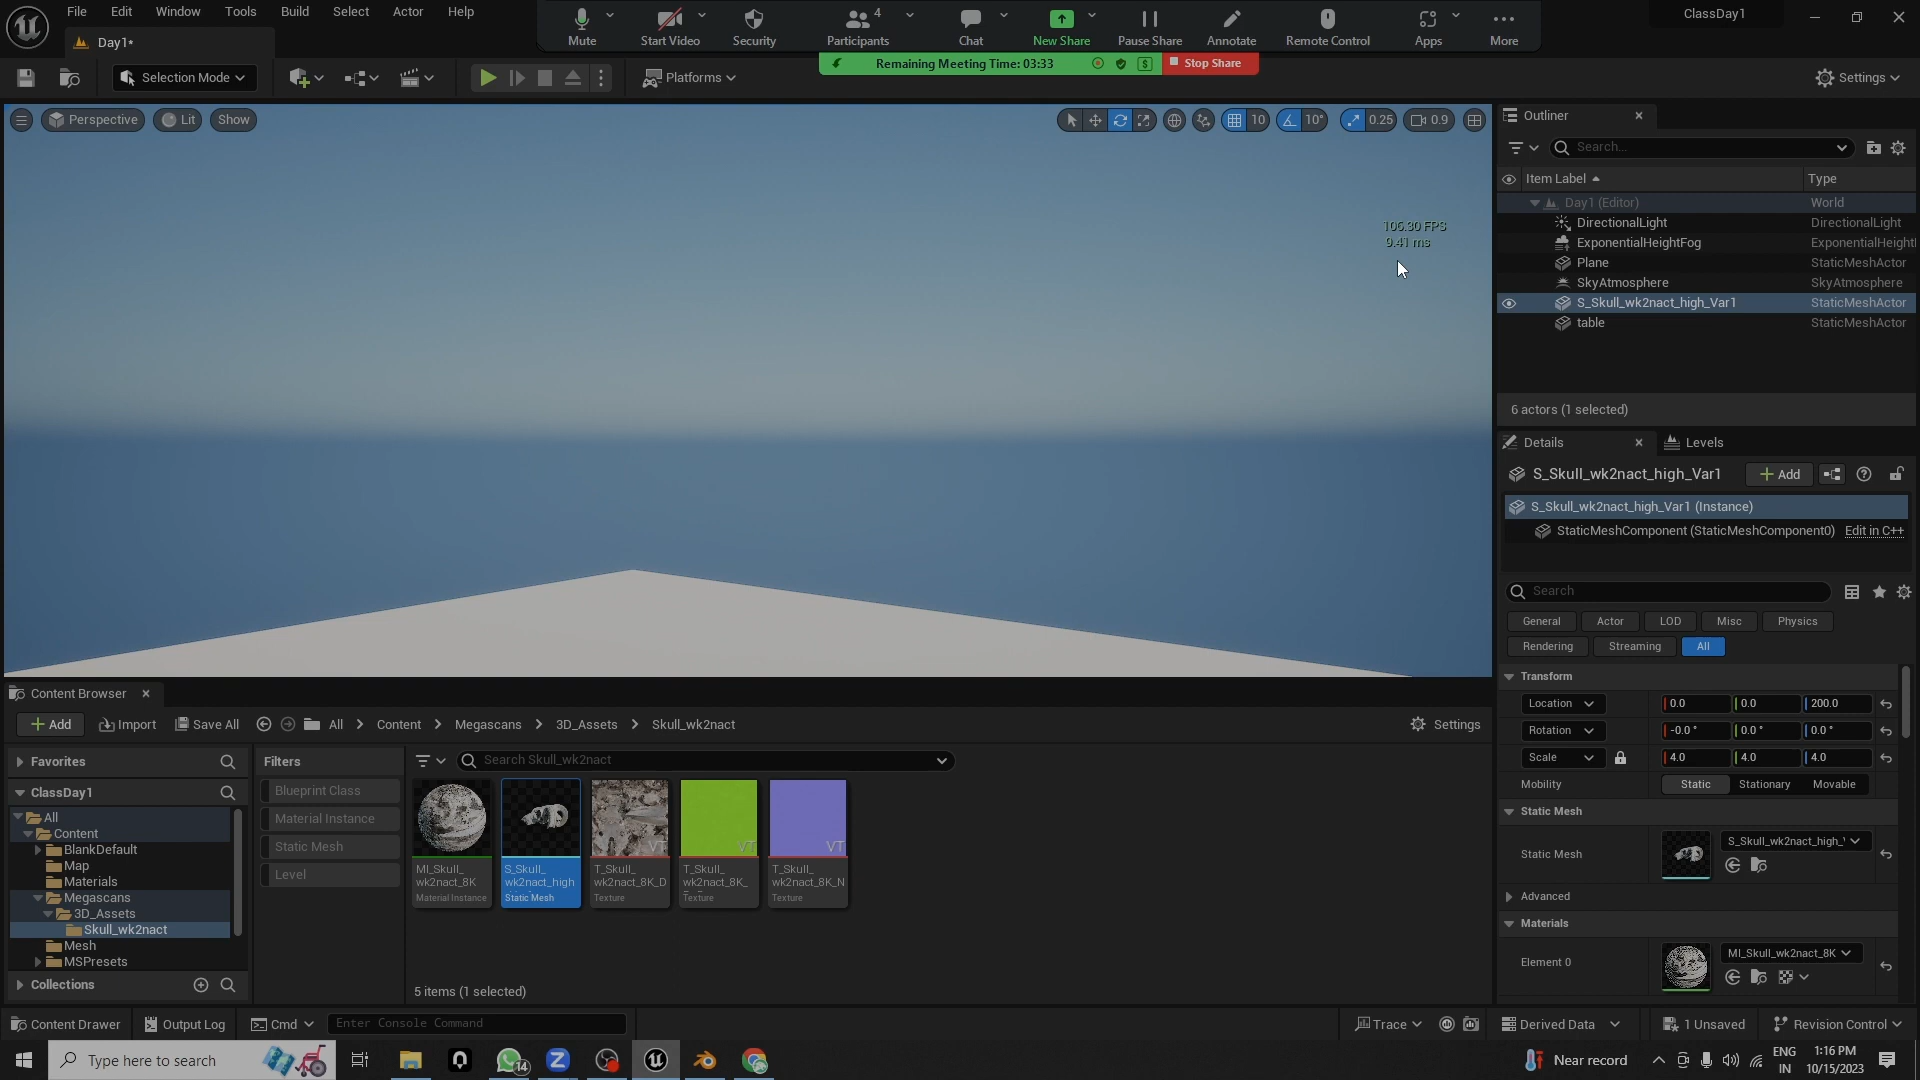 File Edit Window Tools Build Select Actor Help
Day1*
Mute Start Video Security Participants 4 Chat New Share Pause Share Annotate Remote Control Apps More
Remaining Meeting Time: 03:33 Stop Share
ClassDay1
Selection Mode Platforms Settings
Perspective Lit Show
10 10° 0.25 0.9
106.30 FPS
9.41 ms
Outliner
Search...
Item Label Type
Day1 (Editor) World
DirectionalLight DirectionalLight
ExponentialHeightFog ExponentialHeight
Plane StaticMeshActor
SkyAtmosphere SkyAtmosphere
S_Skull_wk2nact_high_Var1 StaticMeshActor
table StaticMeshActor
6 actors (1 selected)
Details Levels
S_Skull_wk2nact_high_Var1 Add
S_Skull_wk2nact_high_Var1 (Instance)
StaticMeshComponent (StaticMeshComponent0) Edit in C++
Search
General Actor LOD Misc Physics
Rendering Streaming All
Transform
Location 0.0 0.0 200.0
Rotation -0.0 ° 0.0 ° 0.0 °
Scale 4.0 4.0 4.0
Mobility Static Stationary Movable
Static Mesh
Static Mesh S_Skull_wk2nact_high_
Advanced
Materials
Element 0 MI_Skull_wk2nact_8K
Content Browser
Add Import Save All All Content Megascans 3D_Assets Skull_wk2nact Settings
Favorites
ClassDay1
All
Content
BlankDefault
Map
Materials
Megascans
3D_Assets
Skull_wk2nact
Mesh
MSPresets
Collections
Filters
Blueprint Class
Material Instance
Static Mesh
Level
Search Skull_wk2nact
MI_Skull_
wk2nact_8K
Material Instance
S_Skull_
wk2nact_high
Static Mesh
VT
T_Skull_
wk2nact_8K_D
Texture
VT
T_Skull_
wk2nact_8K_
Texture
VT
T_Skull_
wk2nact_8K_N
Texture
5 items (1 selected)
Content Drawer Output Log Cmd Enter Console Command Trace Derived Data 1 Unsaved Revision Control
Type here to search
14
Near record
ENG
IN
1:16 PM
10/15/2023